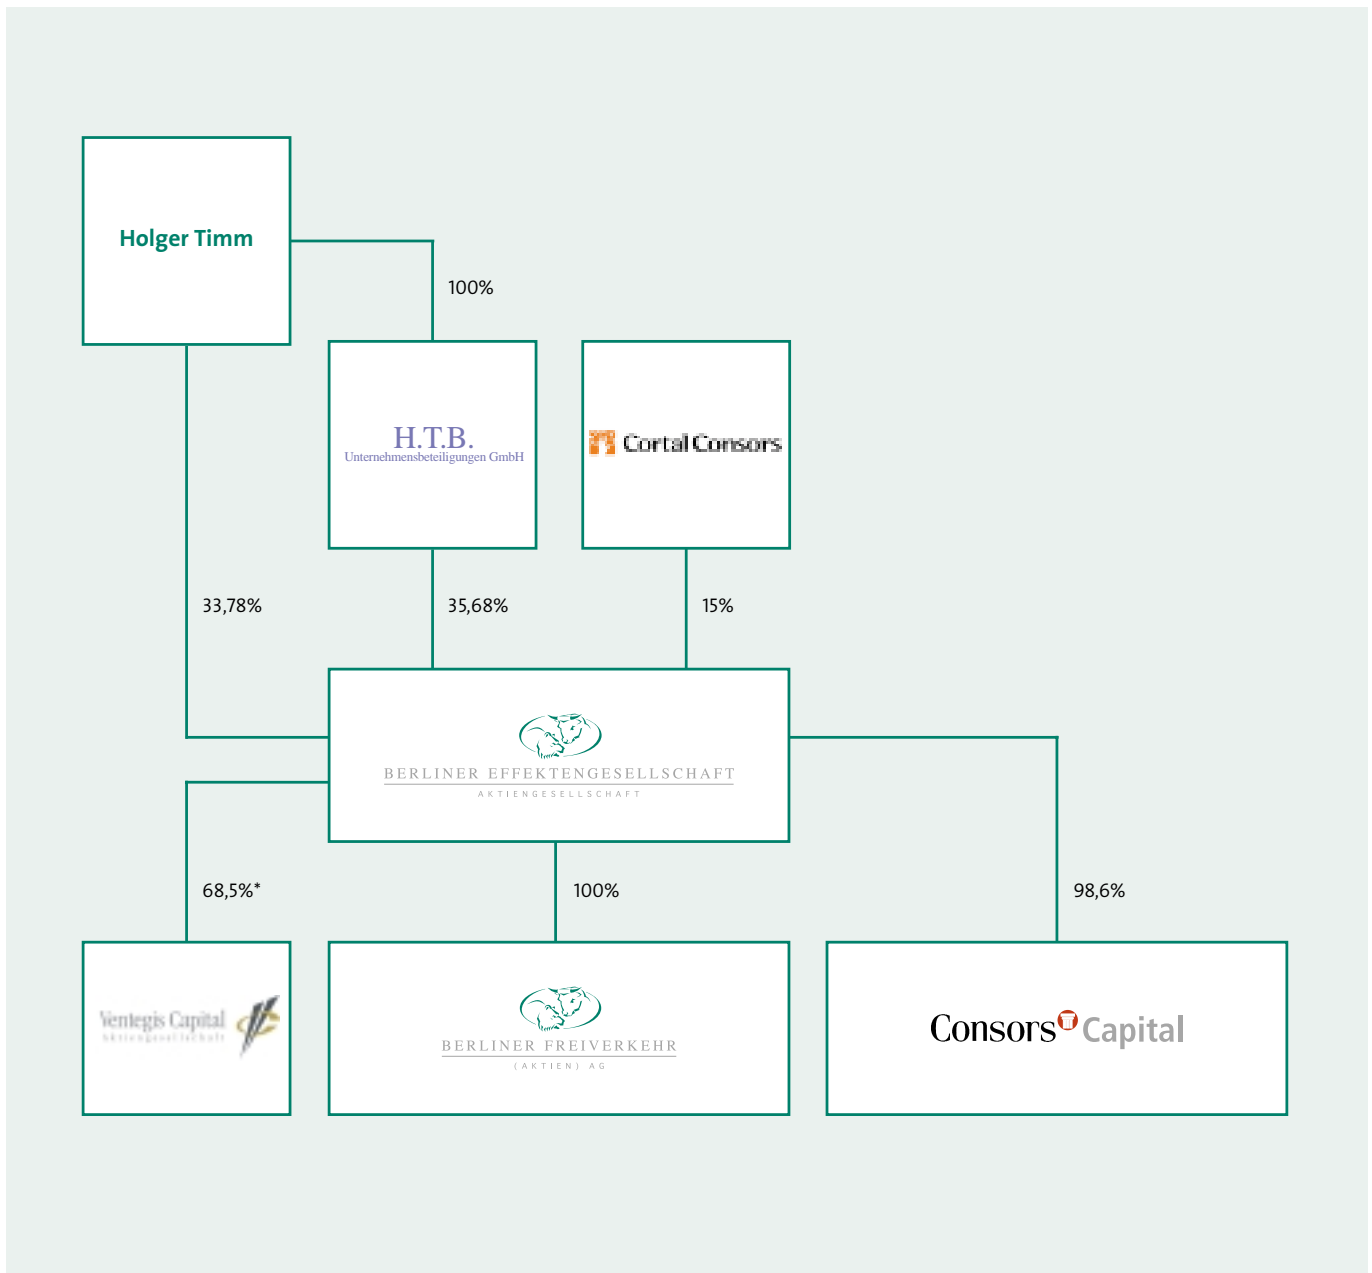 Holger Timm
100%
H.T.B.
Unternehmensbeteiligungen GmbH
Cortal Consors
33,78%
35,68%
15%
BERLINER EFFEKTENGESELLSCHAFT
AKTIENGESELLSCHAFT
68,5%*
100%
98,6%
Ventegis Capital
Aktiengesellschaft
BERLINER FREIVERKEHR
(AKTIEN) AG
Consors Capital